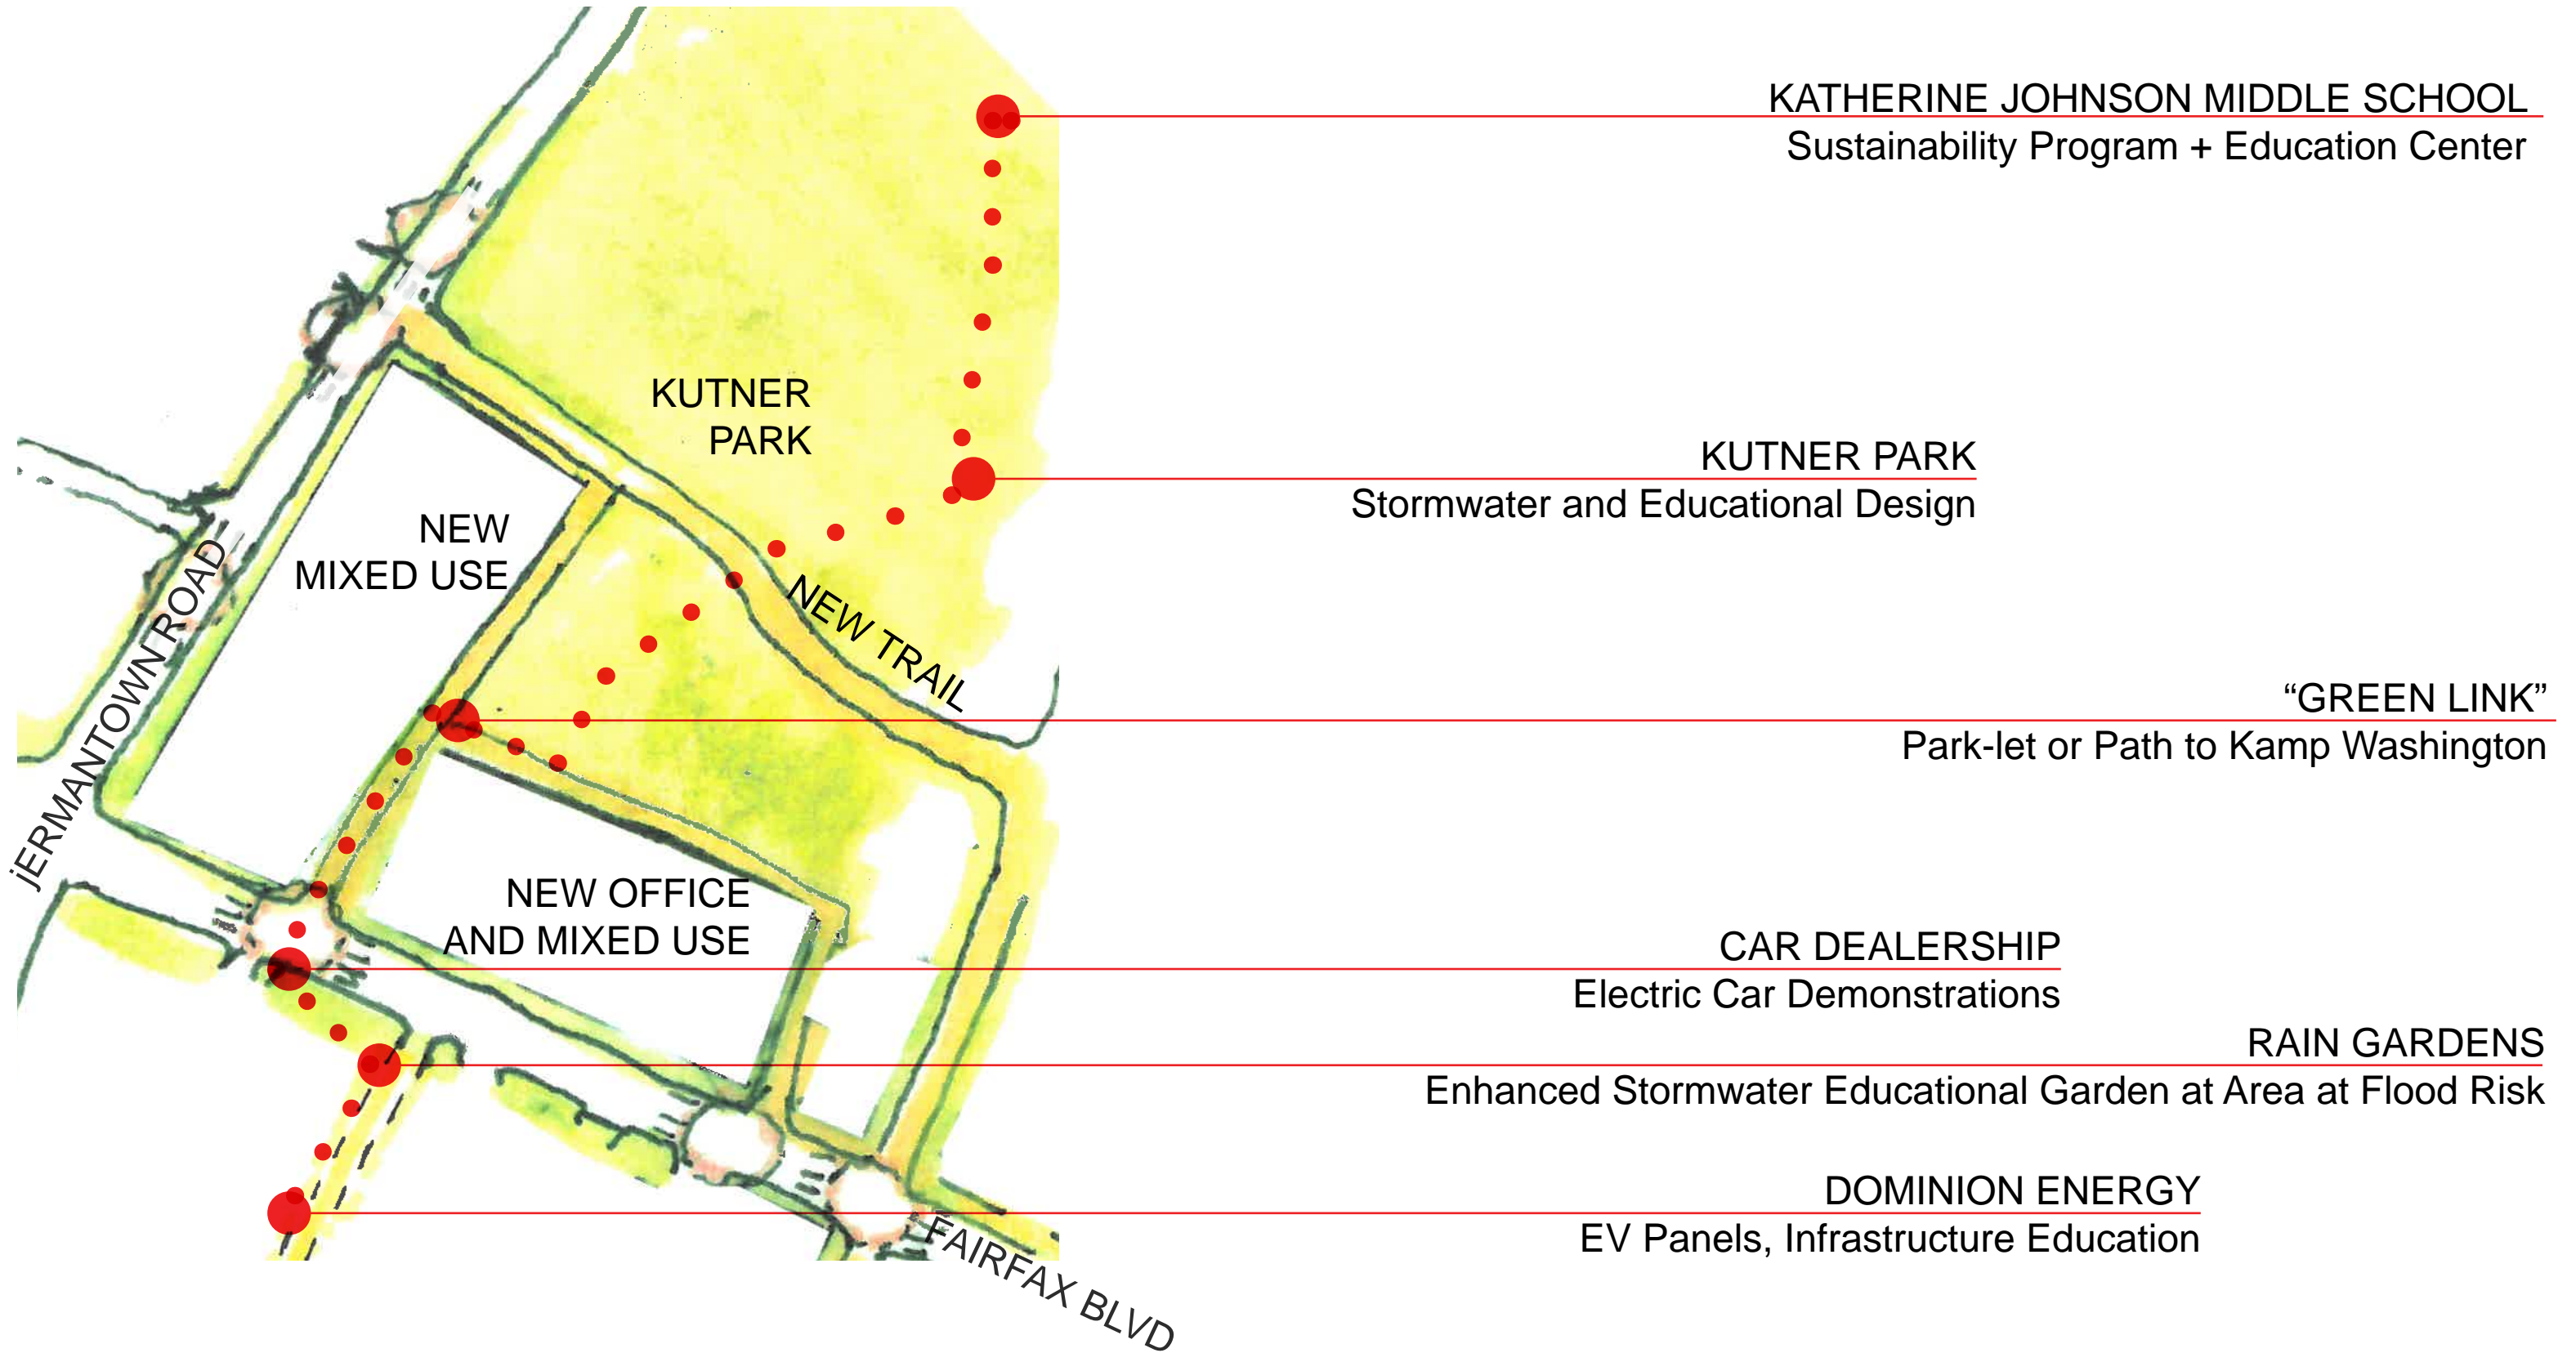 KATHERINE JOHNSON MIDDLE SCHOOL
Sustainability Program + Education Center
KUTNER
PARK
KUTNER PARK
Stormwater and Educational Design
NEW
MIXED USE
NEW TRAIL
jERMANTOWN ROAD
“GREEN LINK”
Park-let or Path to Kamp Washington
NEW OFFICE
AND MIXED USE
CAR DEALERSHIP
Electric Car Demonstrations
RAIN GARDENS
Enhanced Stormwater Educational Garden at Area at Flood Risk
DOMINION ENERGY
EV Panels, Infrastructure Education
FAIRFAX BLVD